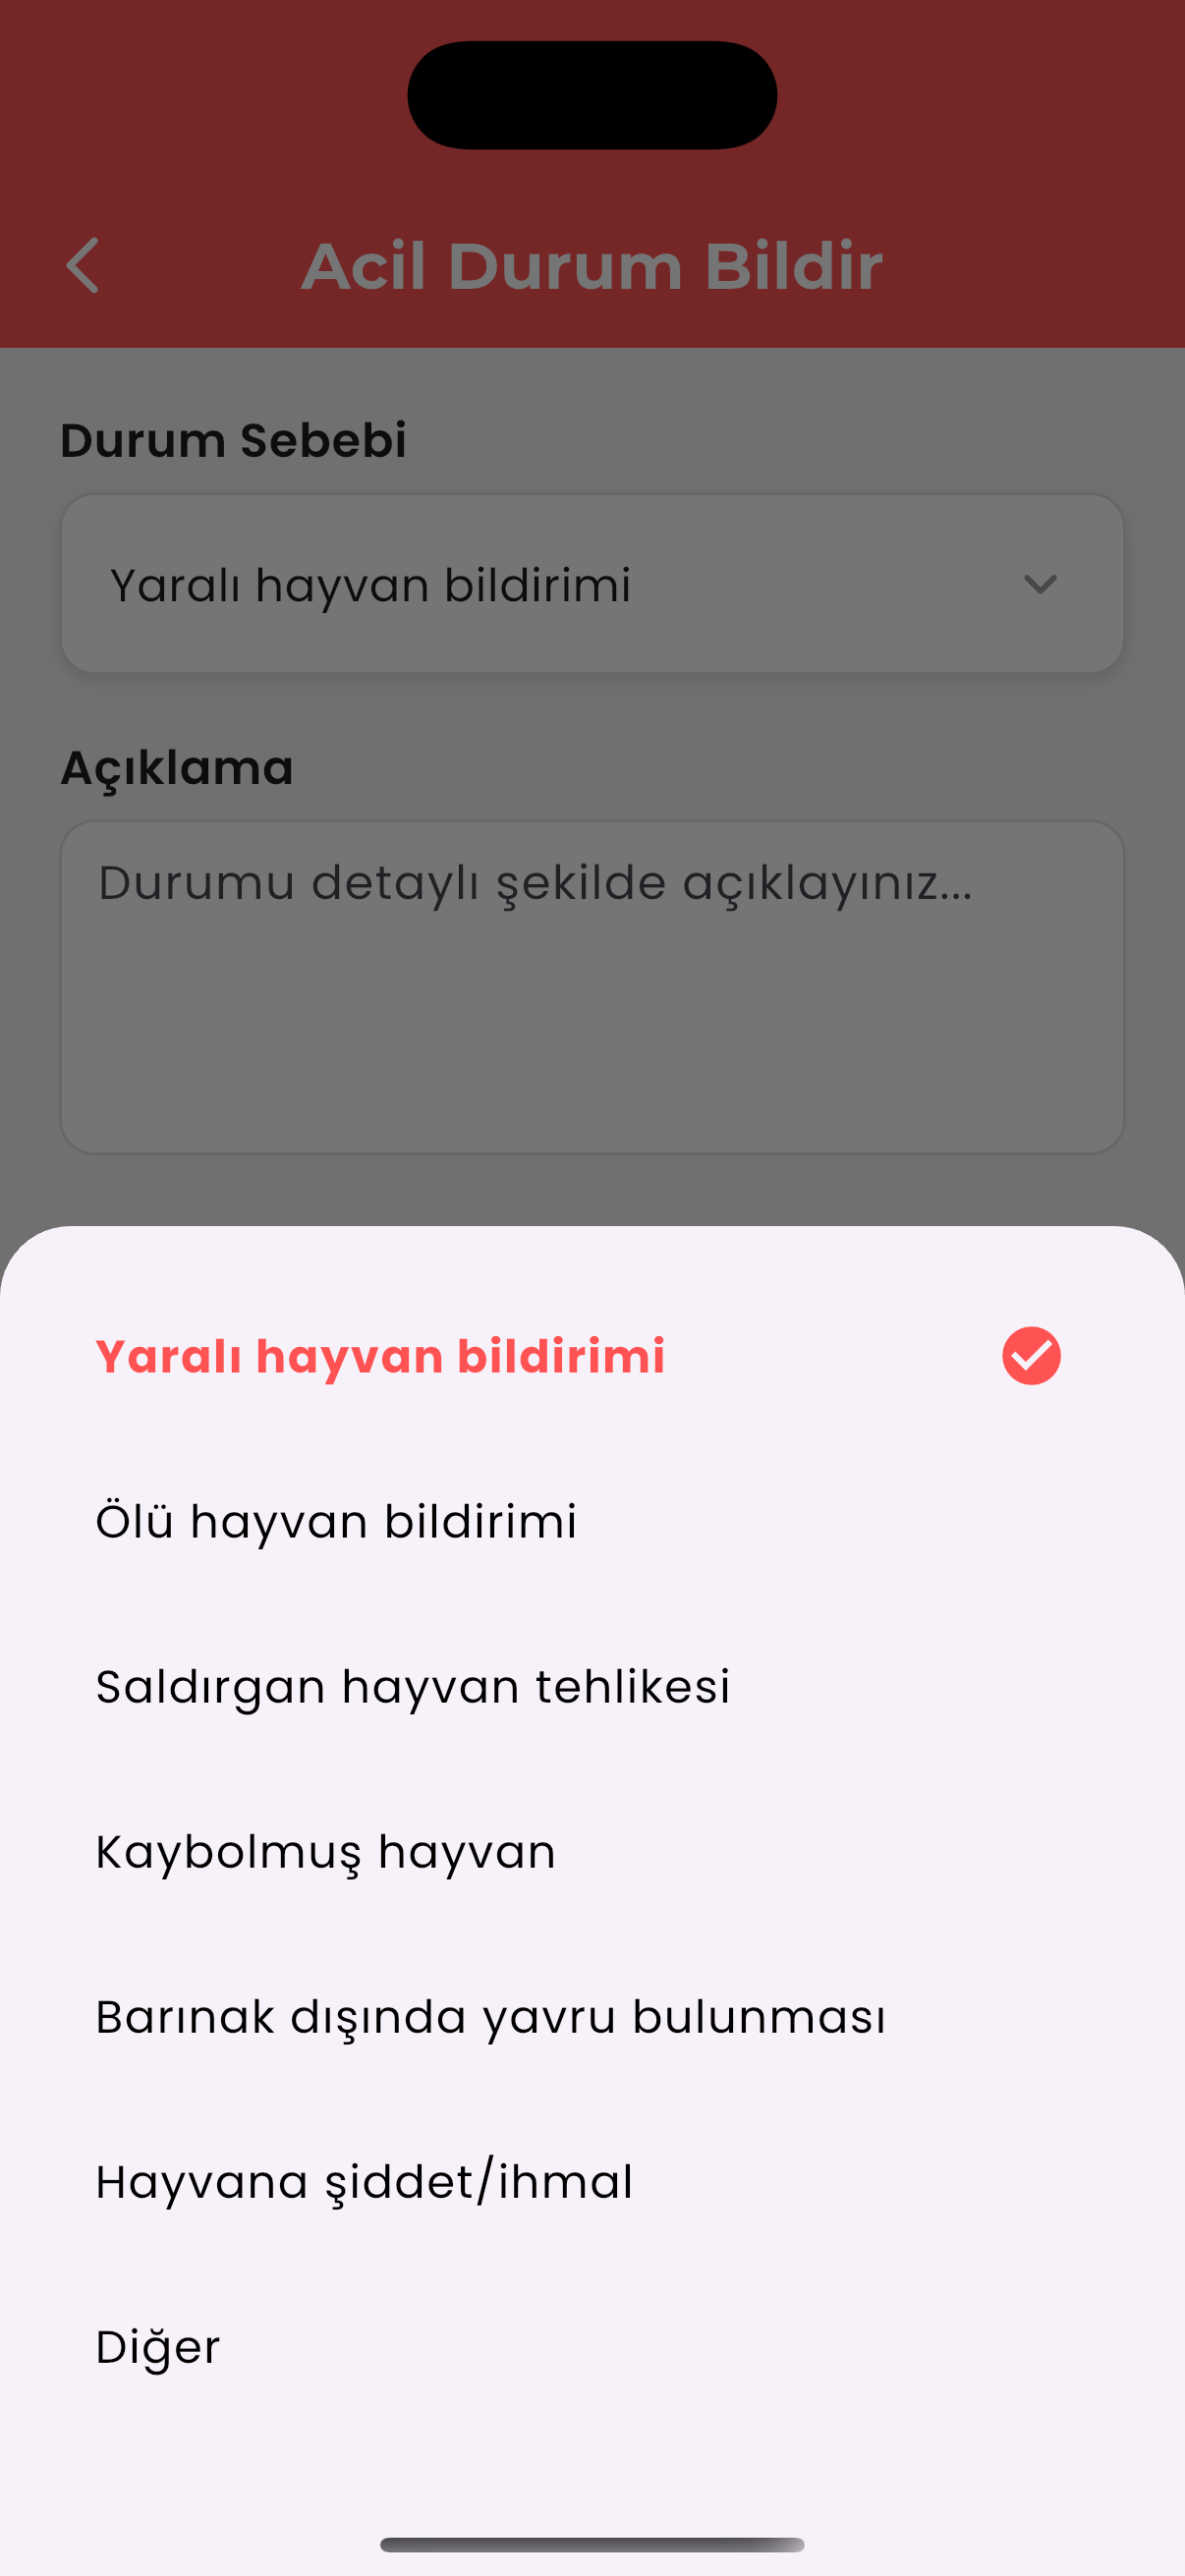 Acil Durum Bildir
Durum Sebebi
Yaralı hayvan bildirimi
Açıklama
Durumu detaylı şekilde açıklayınız...
Yaralı hayvan bildirimi
Ölü hayvan bildirimi
Saldırgan hayvan tehlikesi
Kaybolmuş hayvan
Barınak dışında yavru bulunması
Hayvana şiddet/ihmal
Diğer